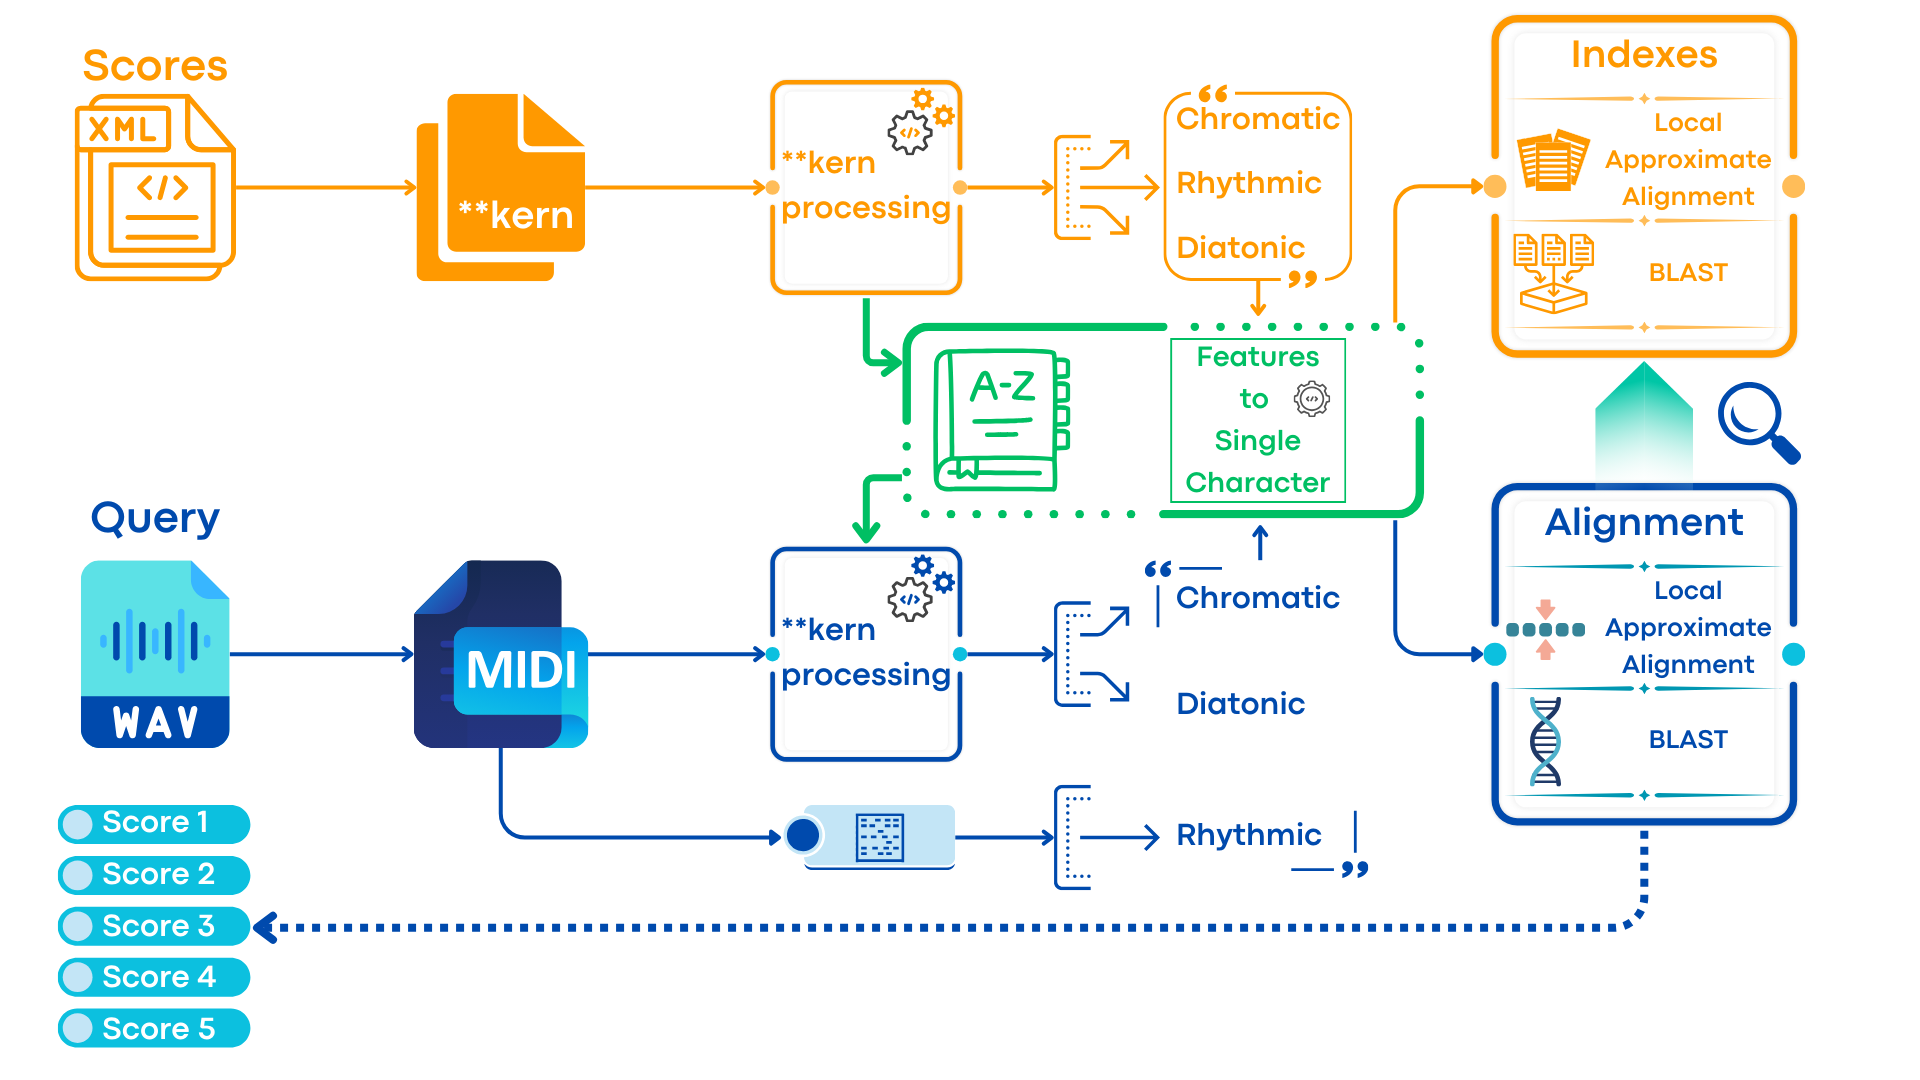 Scores
XML
</>
**kern
</>
**kern
processing
“
Chromatic
Rhythmic
Diatonic
”
Indexes
Local
Approximate
Alignment
BLAST
A-Z
Features
to
</>
Single
Character
Query
WAV
MIDI
</>
**kern
processing
“
Chromatic
Diatonic
Rhythmic
”
Alignment
Local
Approximate
Alignment
BLAST
Score 1
Score 2
Score 3
Score 4
Score 5